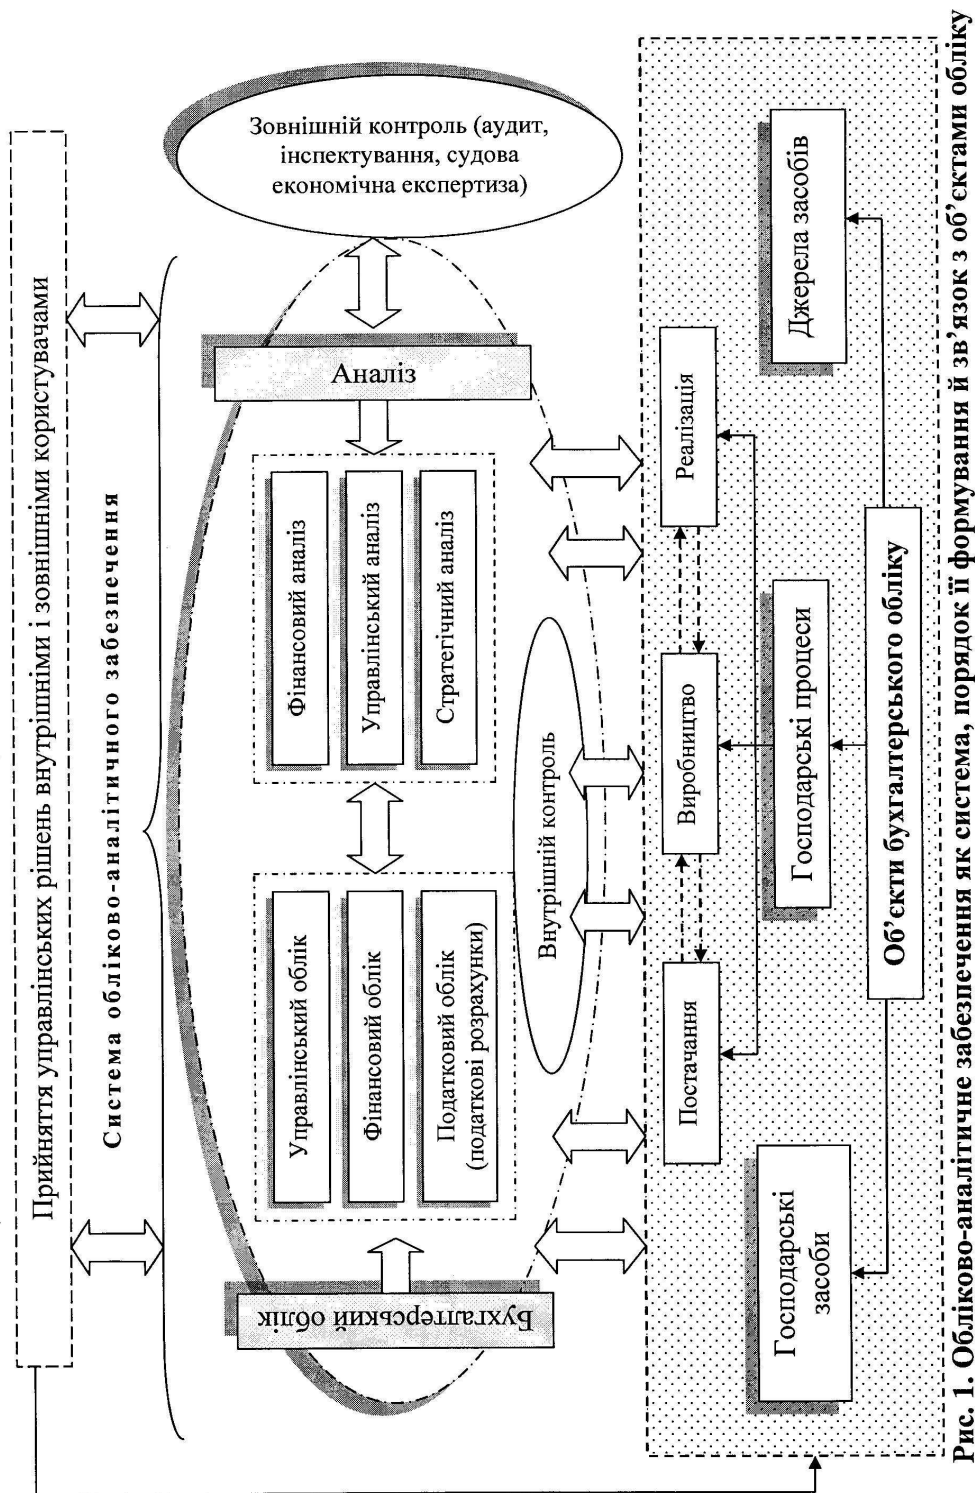 Прийняття управлінських рішень внутрішніми і зовнішніми користувачами
Система обліково-аналітичного забезпечення
Зовнішній контроль (аудит,
інспектування, судова
економічна експертиза)
Бухгалтерський облік
Управлінський облік
Фінансовий облік
Податковий облік
(податкові розрахунки)
Фінансовий аналіз
Управлінський аналіз
Стратегічний аналіз
Аналіз
Внутрішній контроль
Постачання
Виробництво
Реалізація
Господарські
засоби
Господарські процеси
Джерела засобів
Об’єкти бухгалтерського обліку
Рис. 1. Обліково-аналітичне забезпечення як система, порядок її формування й зв’язок з об’єктами обліку